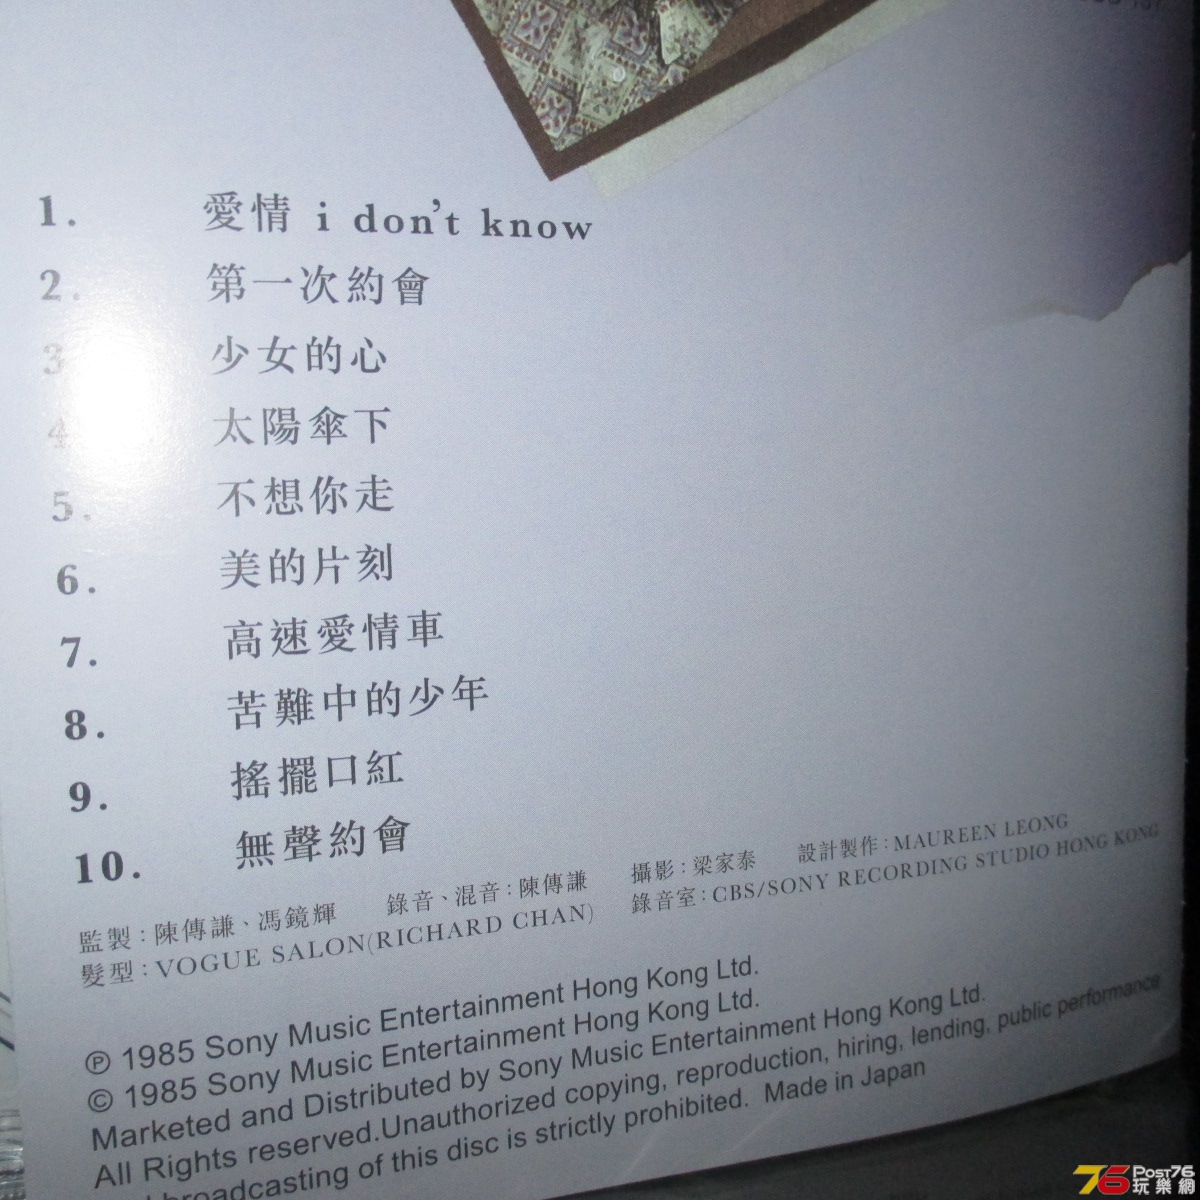 1. 愛情 i don't know
2. 第一次約會
3 少女的心
4 太陽傘下
5. 不想你走
6. 美的片刻
7. 高速愛情車
8. 苦難中的少年
9. 搖擺口紅
10. 無聲約會
監製：陳傳謙、馮鏡輝 錄音、混音：陳傳謙 攝影：梁家泰 設計製作：MAUREEN LEONG
髮型：VOGUE SALON(RICHARD CHAN) 錄音室：CBS/SONY RECORDING STUDIO HONG KONG
℗ 1985 Sony Music Entertainment Hong Kong Ltd.
© 1985 Sony Music Entertainment Hong Kong Ltd.
Marketed and Distributed by Sony Music Entertainment Hong Kong Ltd.
All Rights reserved.Unauthorized copying, reproduction, hiring, lending, public performance
broadcasting of this disc is strictly prohibited. Made in Japan
76 Post76
玩樂網